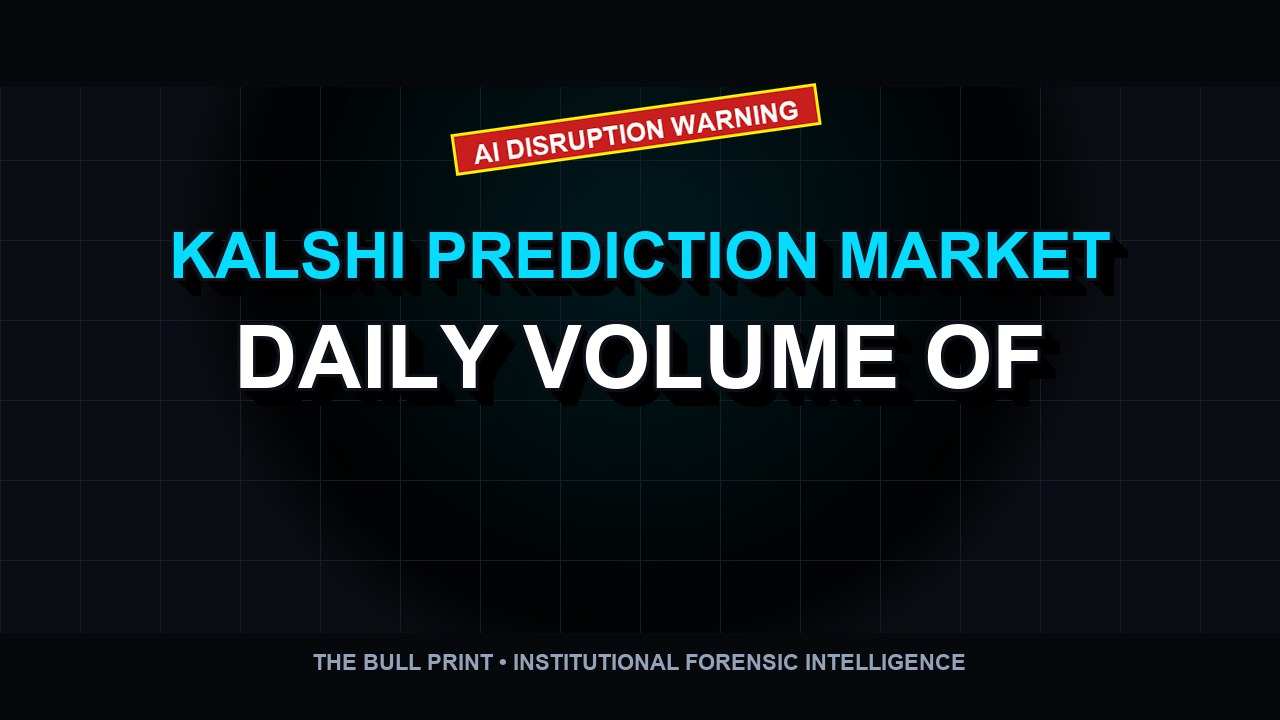 AI DISRUPTION WARNING
KALSHI PREDICTION MARKET
DAILY VOLUME OF
THE BULL PRINT • INSTITUTIONAL FORENSIC INTELLIGENCE